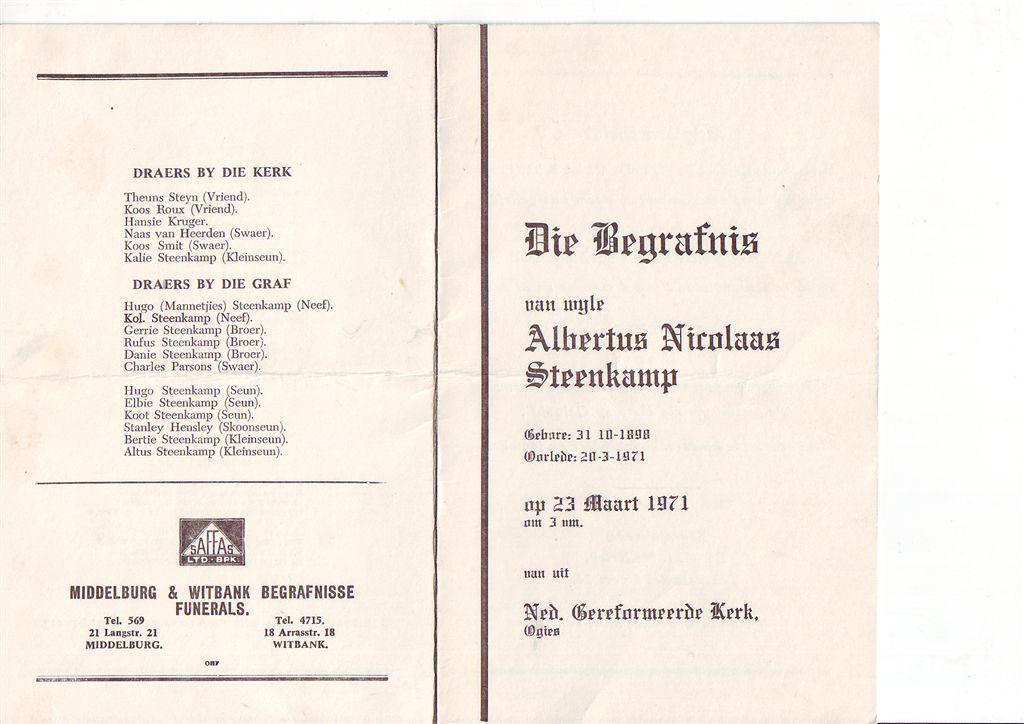 DRAERS BY DIE KERK
Theuns Steyn (Vriend).
Koos Roux (Vriend).
Hansie Kruger.
Naas van Heerden (Swaer).
Koos Smit (Swaer).
Kalie Steenkamp (Kleinseun).
DRAERS BY DIE GRAF
Hugo (Mannetjies) Steenkamp (Neef).
Kol. Steenkamp (Neef).
Gerrie Steenkamp (Broer).
Rufus Steenkamp (Broer).
Danie Steenkamp (Broer).
Charles Parsons (Swaer).
Hugo Steenkamp (Seun).
Elbie Steenkamp (Seun).
Koot Steenkamp (Seun).
Stanley Hensley (Skoonseun).
Bertie Steenkamp (Kleinseun).
Altus Steenkamp (Kleinseun).
SAFFAS
LTD - BPK.
MIDDELBURG & WITBANK BEGRAFNISSE
FUNERALS.
Tel. 569
21 Langstr. 21
MIDDELBURG.
Tel. 4715.
18 Arrasstr. 18
WITBANK.
OHF
Die Begrafnis
van wyle
Albertus Nicolaas
Steenkamp
Gebore: 31 10-1898
Oorlede: 20-3-1971
op 23 Maart 1971
om 3 nm.
van uit
Ned. Gereformeerde Kerk.
Ogies